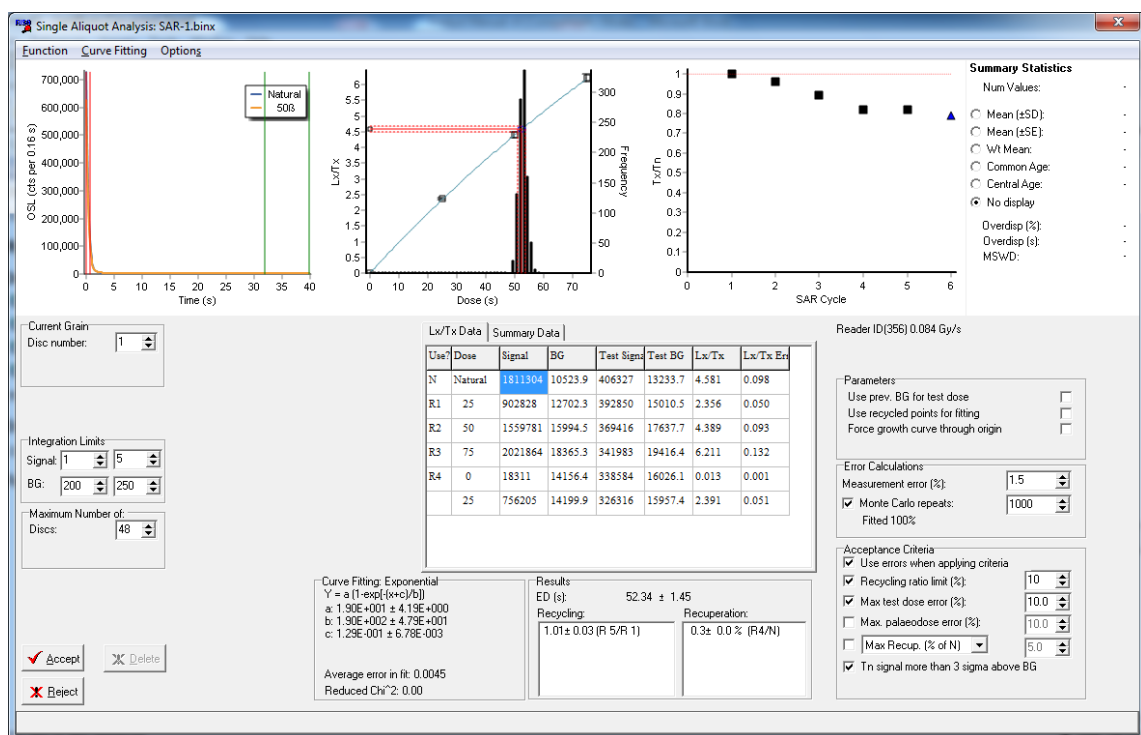 Single Aliquot Analysis: SAR-1.binx
Function Curve Fitting Options
700,000
600,000
500,000
400,000
300,000
200,000
100,000
0
OSL (cts per 0.16 s)
Natural
50ß
0 5 10 15 20 25 30 35 40
Time (s)
6.5
6
5.5
5
4.5
4
3.5
3
2.5
2
1.5
1
0.5
0
Lx/Tx
300
250
200
150
100
50
0
Frequency
0 10 20 30 40 50 60 70
Dose (s)
1
0.9
0.8
0.7
0.6
0.5
0.4
0.3
0.2
0.1
0
Tx/Tn
0 1 2 3 4 5 6
SAR Cycle
Summary Statistics
Num Values: -
Mean (±SD): -
Mean (±SE): -
Wt Mean: -
Common Age: -
Central Age: -
No display
Overdisp (%): -
Overdisp (s): -
MSWD: -
Current Grain
Disc number: 1
Integration Limits
Signal: 1 5
BG: 200 250
Maximum Number of:
Discs: 48
Accept Delete
Reject
Lx/Tx Data Summary Data
Use? Dose Signal BG Test Signa Test BG Lx/Tx Lx/Tx Err
N Natural 1811304 10523.9 406327 13233.7 4.581 0.098
R1 25 902828 12702.3 392850 15010.5 2.356 0.050
R2 50 1559781 15994.5 369416 17637.7 4.389 0.093
R3 75 2021864 18365.3 341983 19416.4 6.211 0.132
R4 0 18311 14156.4 338584 16026.1 0.013 0.001
25 756205 14199.9 326316 15957.4 2.391 0.051
Curve Fitting: Exponential
Y = a (1-exp[-(x+c)/b])
a: 1.90E+001 ± 4.19E+000
b: 1.90E+002 ± 4.79E+001
c: 1.29E-001 ± 6.78E-003
Average error in fit: 0.0045
Reduced Chi^2: 0.00
Results
ED (s): 52.34 ± 1.45
Recycling: Recuperation:
1.01± 0.03 (R 5/R 1) 0.3± 0.0 % (R4/N)
Reader ID(356) 0.084 Gy/s
Parameters
Use prev. BG for test dose
Use recycled points for fitting
Force growth curve through origin
Error Calculations
Measurement error (%): 1.5
Monte Carlo repeats: 1000
Fitted 100%
Acceptance Criteria
Use errors when applying criteria
Recycling ratio limit (%): 10
Max test dose error (%): 10.0
Max. palaeodose error (%): 10.0
Max Recup. (% of N) 5.0
Tn signal more than 3 sigma above BG